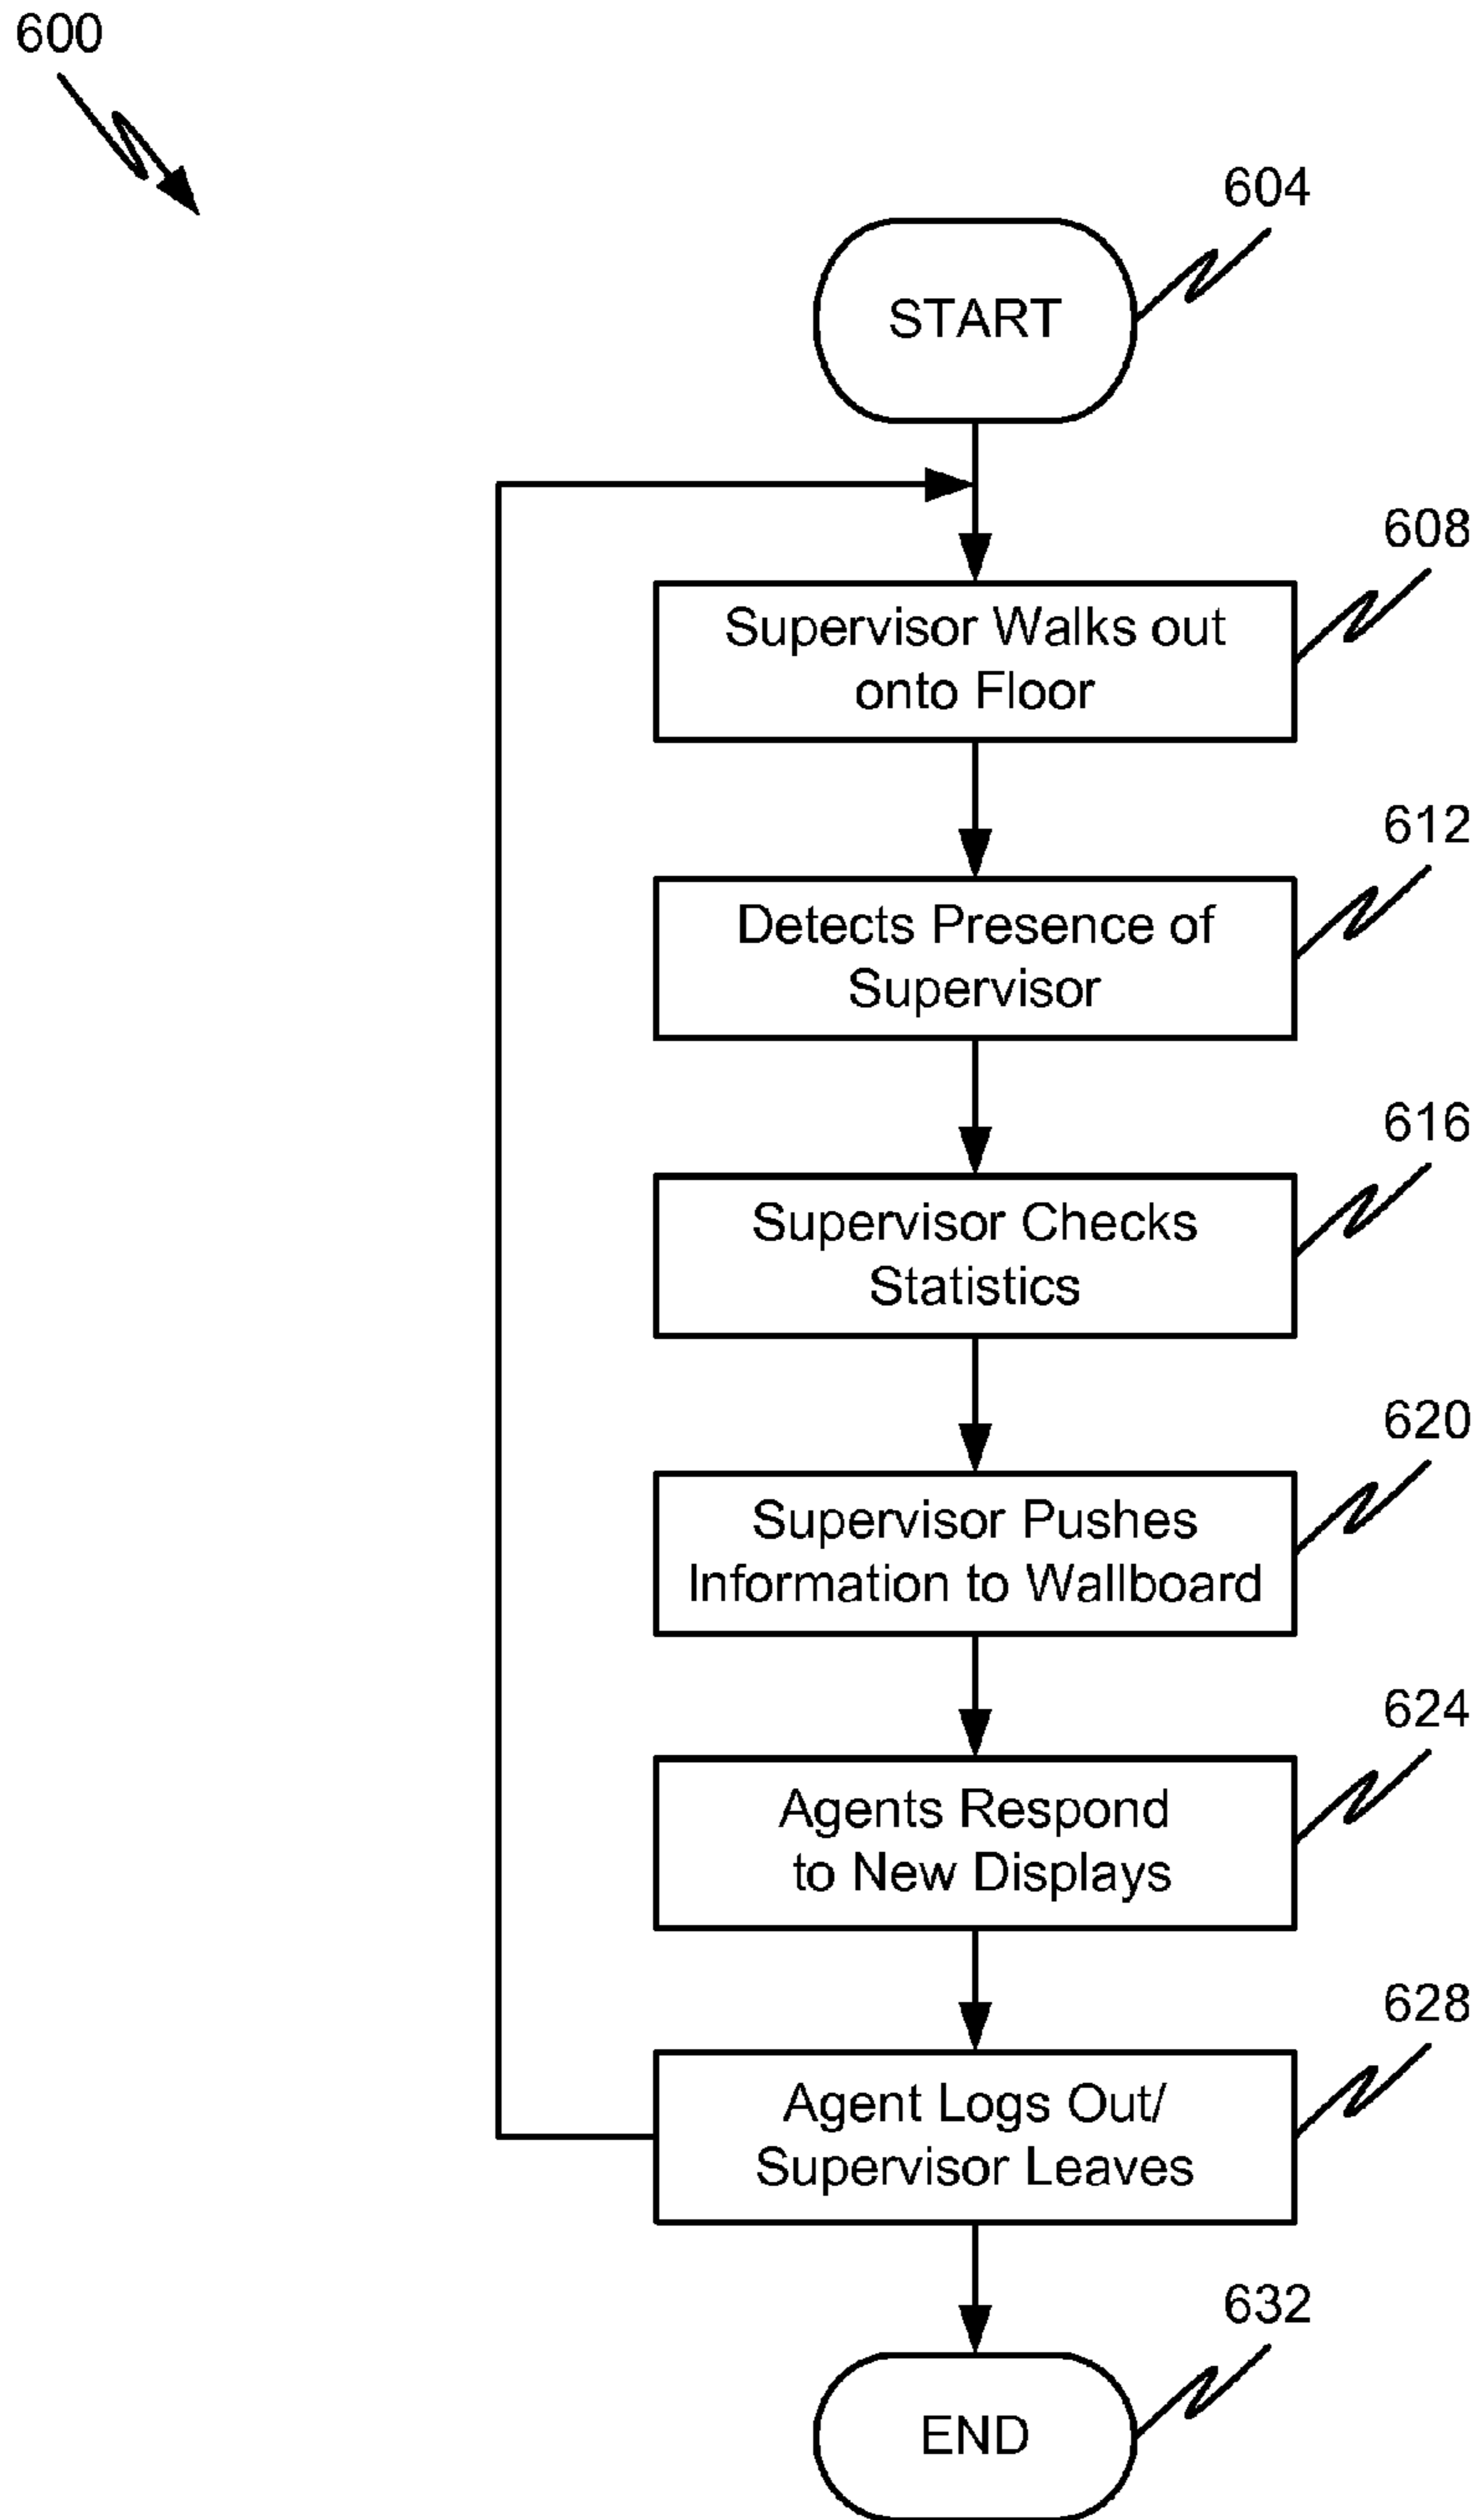 600
604
START
608
Supervisor Walks out
onto Floor
612
Detects Presence of
Supervisor
616
Supervisor Checks
Statistics
620
Supervisor Pushes
Information to Wallboard
624
Agents Respond
to New Displays
628
Agent Logs Out/
Supervisor Leaves
632
END